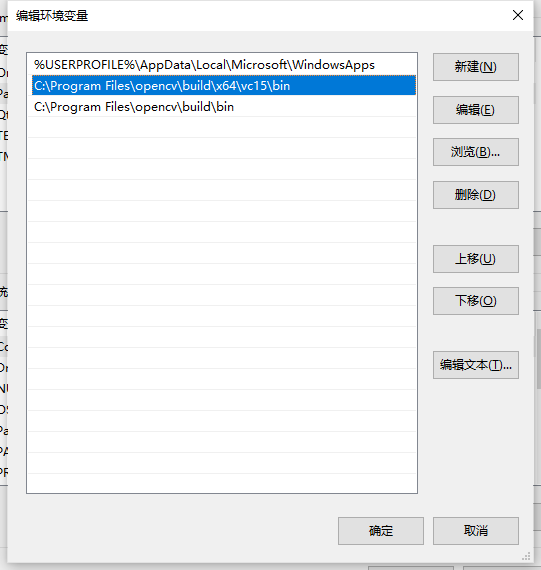 编辑环境变量
%USERPROFILE%\AppData\Local\Microsoft\WindowsApps
C:\Program Files\opencv\build\x64\vc15\bin
C:\Program Files\opencv\build\bin
新建(N)
编辑(E)
浏览(B)...
删除(D)
上移(U)
下移(O)
编辑文本(T)...
确定
取消